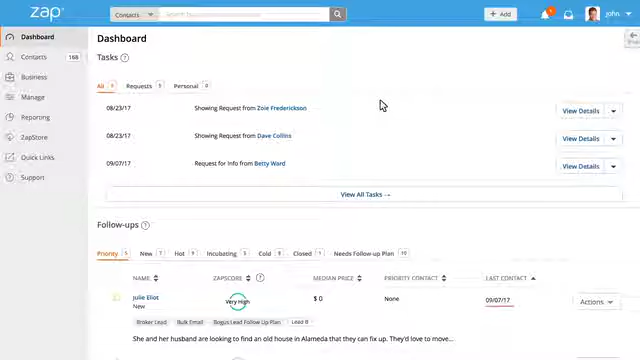 zap
Contacts
Search
+ Add
1
john
Dashboard
Contacts 168
Business
Manage
Reporting
ZapStore
Quick Links
Support
Dashboard
Tasks ?
All Requests 5 Personal 0
08/23/17 Showing Request from Zoie Frederickson View Details
08/23/17 Showing Request from Dave Collins View Details
09/07/17 Request for Info from Betty Ward View Details
View All Tasks →
Follow-ups ?
Priority 5 New 7 Hot Incubating 5 Cold Closed 1 Needs Follow-up Plan 10
NAME ZAPSCORE ? MEDIAN PRICE PRIORITY CONTACT LAST CONTACT
Julie Eliot Very High $ 0 None 09/07/17 Actions
New
Broker Lead Bulk Email Bogus Lead Follow Up Plan Lead B
She and her husband are looking to find an old house in Alameda that they can fix up. They'd love to move...